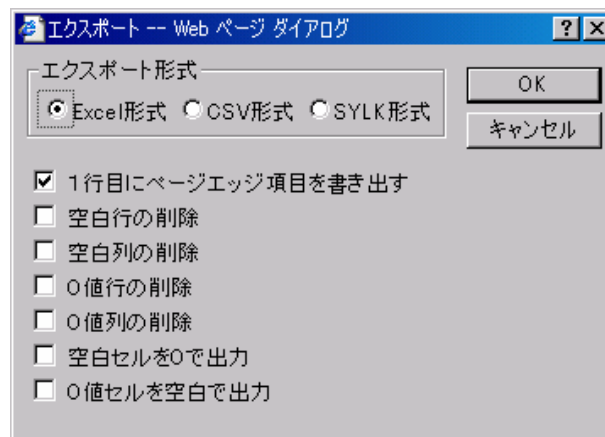 エクスポート -- Web ページ ダイアログ
エクスポート形式
Excel形式 CSV形式 SYLK形式
OK
キャンセル
1行目にページエッジ項目を書き出す
空白行の削除
空白列の削除
0値行の削除
0値列の削除
空白セルを0で出力
0値セルを空白で出力